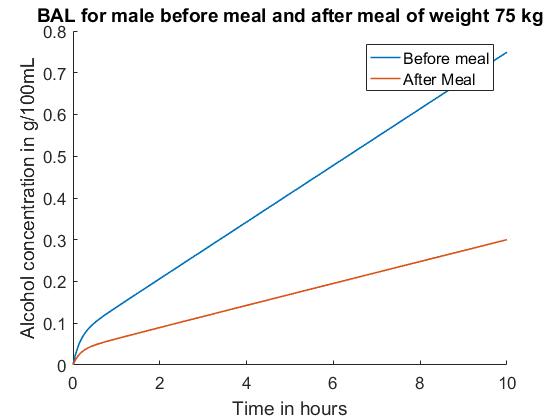 BAL for male before meal and after meal of weight 75 kg
Alcohol concentration in g/100mL
0.8
0.7
0.6
0.5
0.4
0.3
0.2
0.1
0
Before meal
After Meal
0 2 4 6 8 10
Time in hours